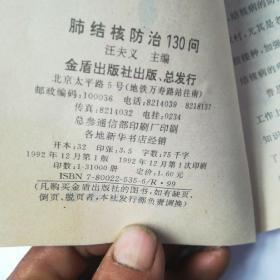 肺结核防治130问
汪夫义 主编
金盾出版社出版、总发行
北京太平路5号(地铁万寿路站往南)
邮政编码:100036 电话:8214039 8218137
传真:8214032 电挂:0234
总参通信部印刷厂印刷
各地新华书店经销
开本:32 印张:3.5 字数:75千字
1992年12月第1版 1992年12月第1次印刷
印数:1-31000册 定价:1.60元
ISBN 7-80022-535-6/R·99
(凡购买金盾出版社的图书,如有缺页、
倒页、脱页者,本社发行部负责调换)